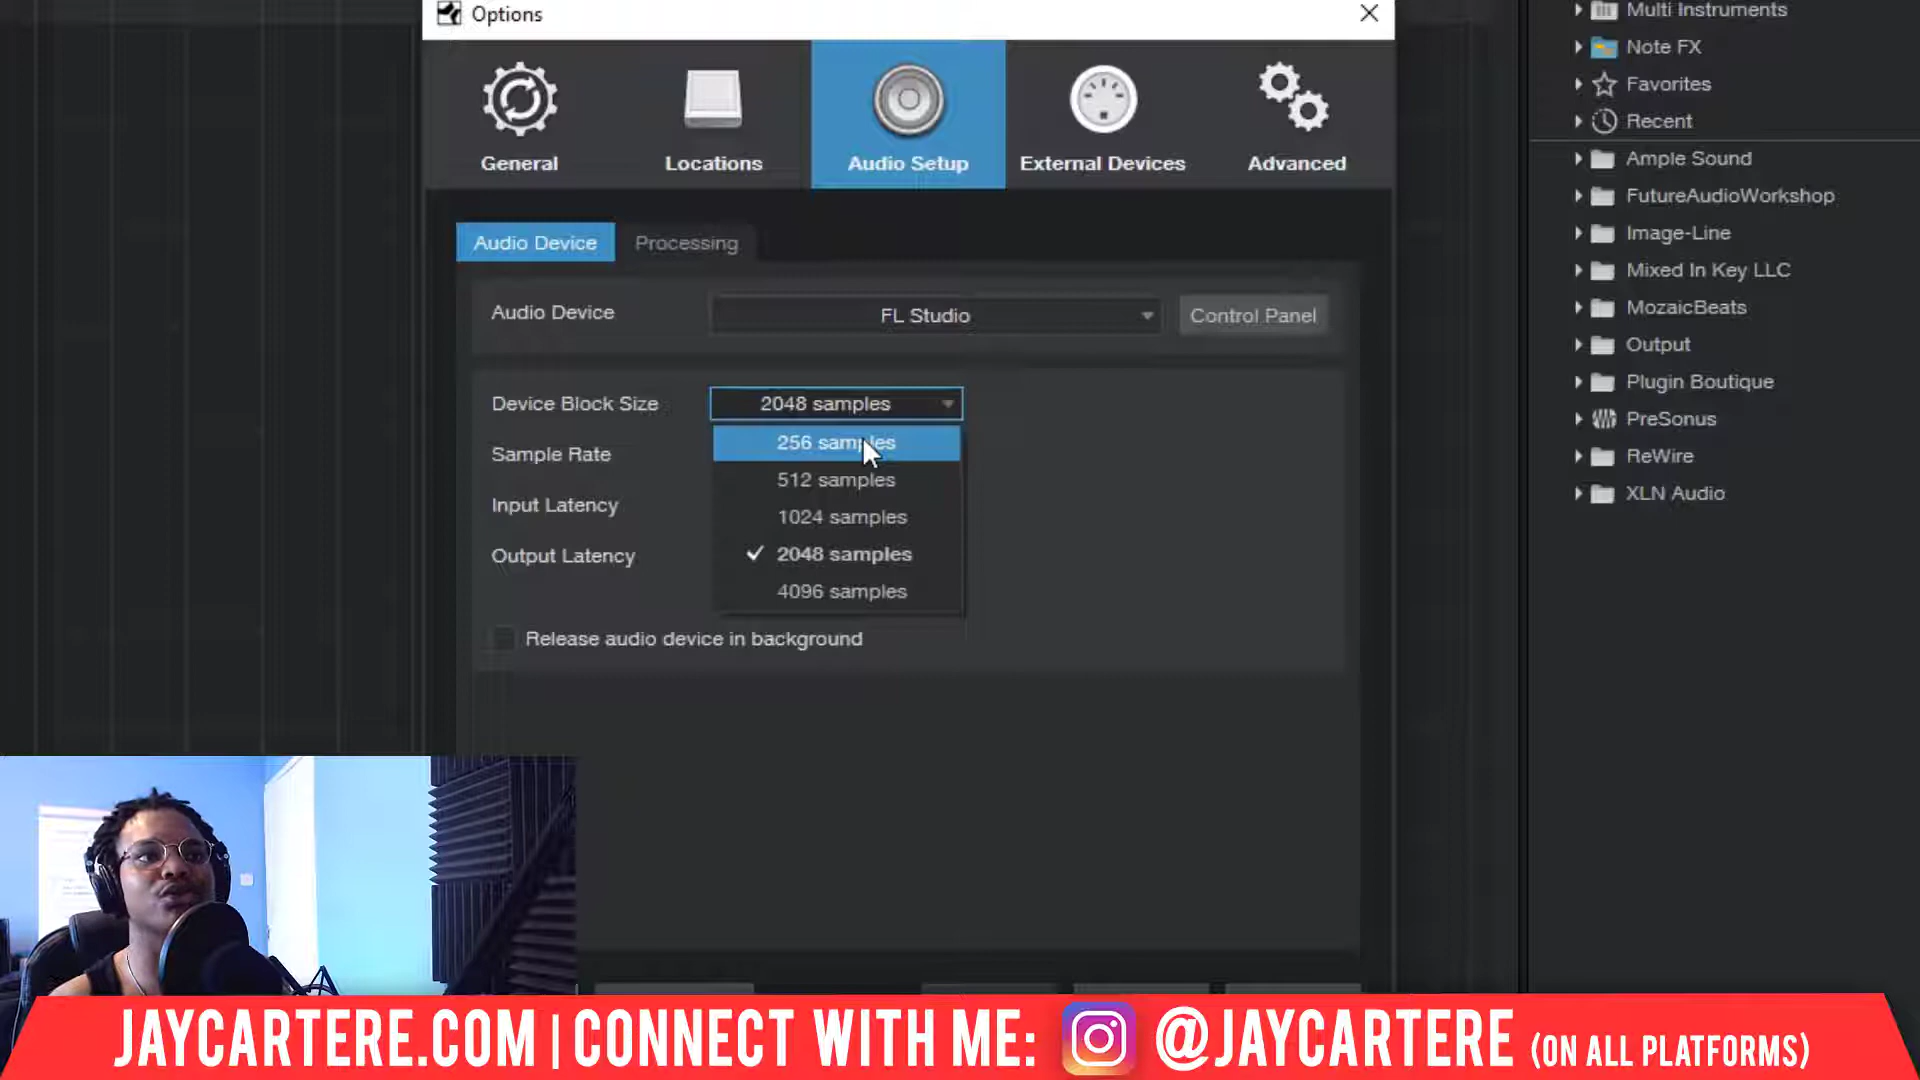 Options
General
Locations
Audio Setup
External Devices
Advanced
Audio Device
Processing
Audio Device
FL Studio
Control Panel
Device Block Size
2048 samples
256 samples
512 samples
1024 samples
2048 samples
4096 samples
Sample Rate
Input Latency
Output Latency
Release audio device in background
Multi Instruments
Note FX
Favorites
Recent
Ample Sound
FutureAudioWorkshop
Image-Line
Mixed In Key LLC
MozaicBeats
Output
Plugin Boutique
PreSonus
ReWire
XLN Audio
JAYCARTERE.COM | CONNECT WITH ME: @JAYCARTERE (ON ALL PLATFORMS)